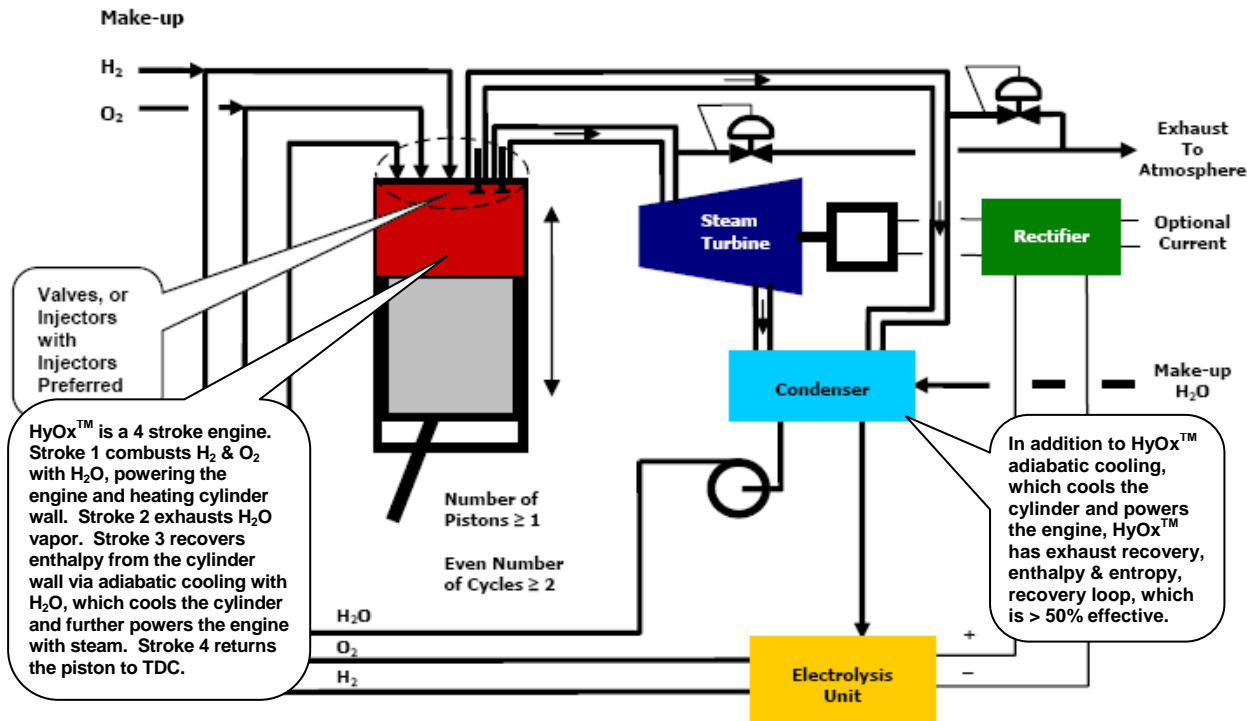 Make-up
H₂
O₂
Exhaust
To
Atmosphere
Steam
Turbine
Rectifier
Optional
Current
Valves, or
Injectors
with
Injectors
Preferred
Condenser
Make-up
H₂O
HyOx™ is a 4 stroke engine.
Stroke 1 combusts H₂ & O₂
with H₂O, powering the
engine and heating cylinder
wall. Stroke 2 exhausts H₂O
vapor. Stroke 3 recovers
enthalpy from the cylinder
wall via adiabatic cooling with
H₂O, which cools the cylinder
and further powers the engine
with steam. Stroke 4 returns
the piston to TDC.
Number of
Pistons ≥ 1
Even Number
of Cycles ≥ 2
In addition to HyOx™
adiabatic cooling,
which cools the
cylinder and powers
the engine, HyOx™
has exhaust recovery,
enthalpy & entropy,
recovery loop, which
is > 50% effective.
H₂O
O₂
H₂
+
–
Electrolysis
Unit